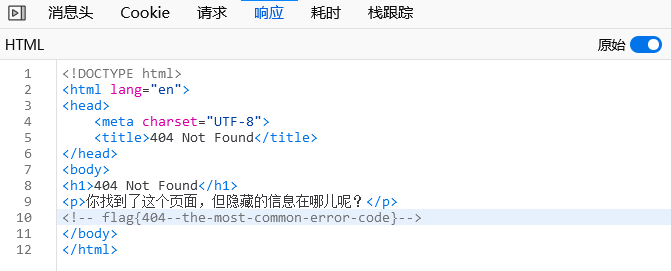 消息头 Cookie 请求 响应 耗时 栈跟踪
HTML 原始
1 <!DOCTYPE html>
2 <html lang="en">
3 <head>
4 <meta charset="UTF-8">
5 <title>404 Not Found</title>
6 </head>
7 <body>
8 <h1>404 Not Found</h1>
9 <p>你找到了这个页面，但隐藏的信息在哪儿呢？</p>
10 <!-- flag{404--the-most-common-error-code}-->
11 </body>
12 </html>